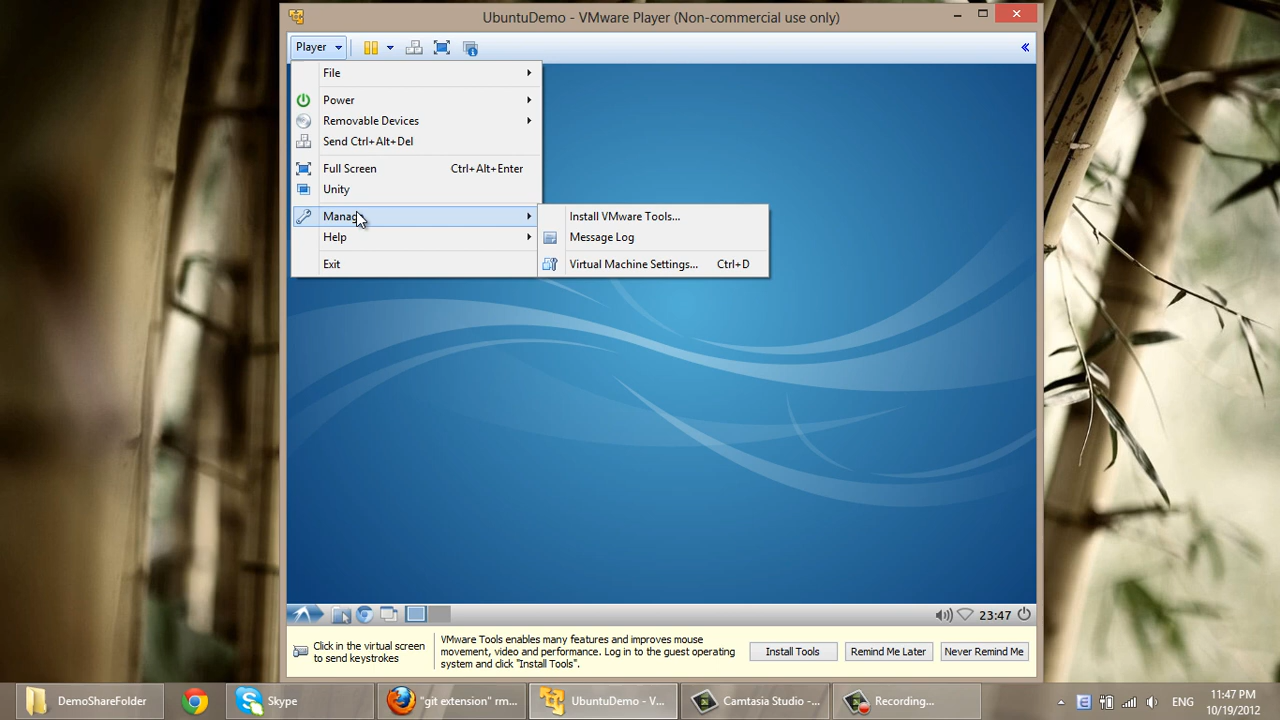 UbuntuDemo - VMware Player (Non-commercial use only)
Player
File
Power
Removable Devices
Send Ctrl+Alt+Del
Full Screen Ctrl+Alt+Enter
Unity
Manag
Help
Exit
Install VMware Tools...
Message Log
Virtual Machine Settings... Ctrl+D
23:47
Click in the virtual screen
to send keystrokes
VMware Tools enables many features and improves mouse
movement, video and performance. Log in to the guest operating
system and click "Install Tools".
Install Tools
Remind Me Later
Never Remind Me
DemoShareFolder
Skype
"git extension" rm...
UbuntuDemo - V...
Camtasia Studio -...
Recording...
ENG
11:47 PM
10/19/2012